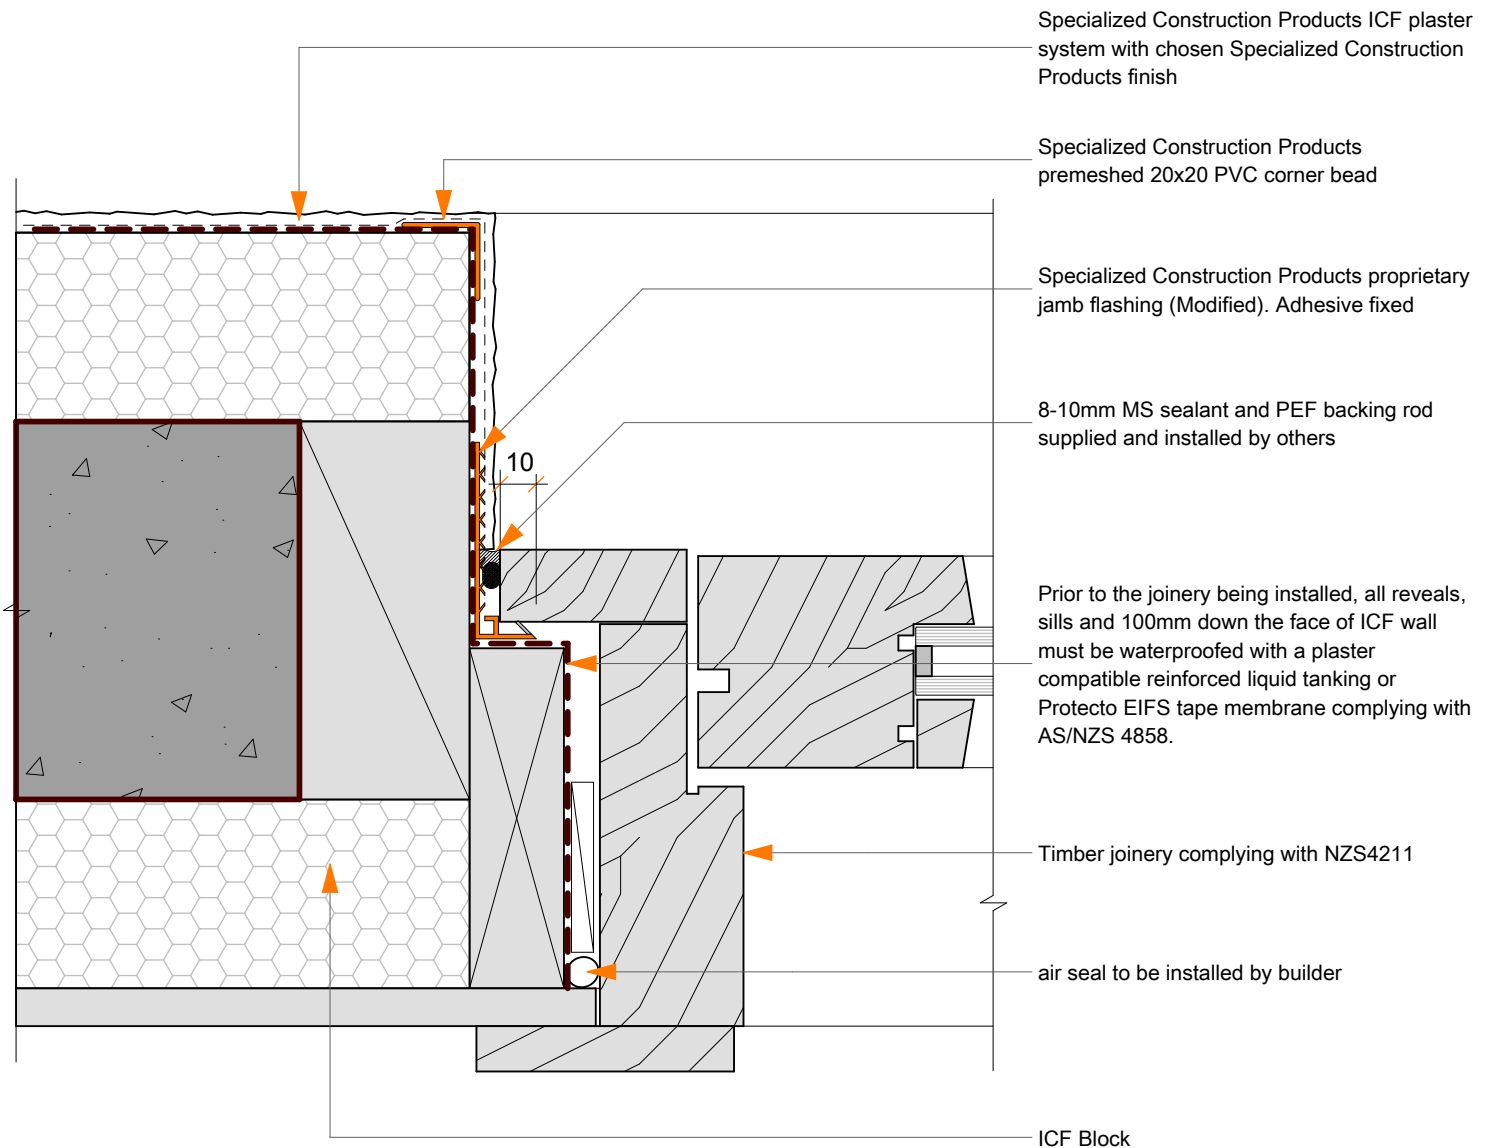 Specialized Construction Products ICF plaster
system with chosen Specialized Construction
Products finish
Specialized Construction Products
premeshed 20x20 PVC corner bead
Specialized Construction Products proprietary
jamb flashing (Modified). Adhesive fixed
8-10mm MS sealant and PEF backing rod
supplied and installed by others
10
Prior to the joinery being installed, all reveals,
sills and 100mm down the face of ICF wall
must be waterproofed with a plaster
compatible reinforced liquid tanking or
Protecto EIFS tape membrane complying with
AS/NZS 4858.
Timber joinery complying with NZS4211
air seal to be installed by builder
ICF Block